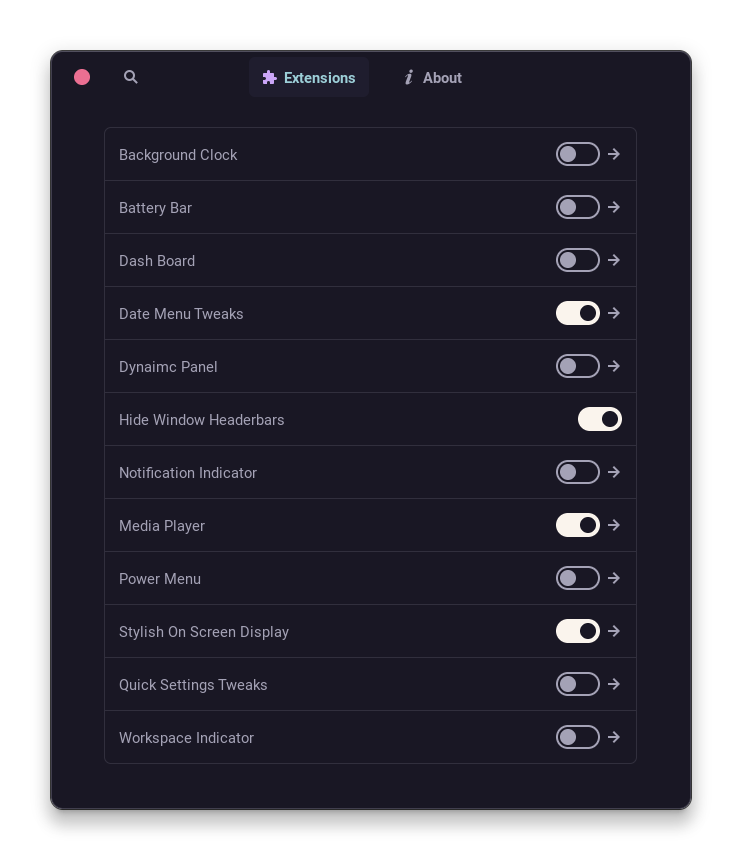 Extensions
About
Background Clock
Battery Bar
Dash Board
Date Menu Tweaks
Dynaimc Panel
Hide Window Headerbars
Notification Indicator
Media Player
Power Menu
Stylish On Screen Display
Quick Settings Tweaks
Workspace Indicator